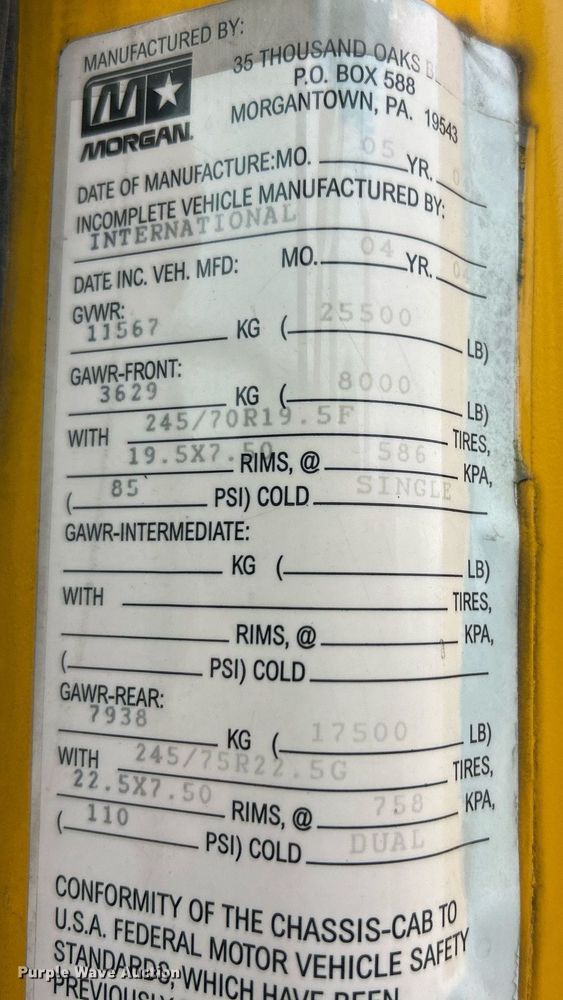 MANUFACTURED BY:
MORGAN.
35 THOUSAND OAKS
P.O. BOX 588
MORGANTOWN, PA. 19543
DATE OF MANUFACTURE:MO. 05 YR.
INCOMPLETE VEHICLE MANUFACTURED BY:
INTERNATIONAL
DATE INC. VEH. MFD: MO. 04 YR.
GVWR:
11567 KG ( 25500 LB)
GAWR-FRONT:
3629 KG ( 8000 LB)
WITH 245/70R19.5F TIRES,
19.5X7.50 RIMS, @ 586 KPA,
( 85 PSI) COLD SINGLE
GAWR-INTERMEDIATE:
KG ( LB)
WITH TIRES,
RIMS, @ KPA,
( PSI) COLD
GAWR-REAR:
7938 KG ( 17500 LB)
WITH 245/75R22.5G TIRES,
22.5X7.50 RIMS, @ 758 KPA,
( 110 PSI) COLD DUAL
CONFORMITY OF THE CHASSIS-CAB TO
U.S.A. FEDERAL MOTOR VEHICLE SAFETY
STANDARDS, WHICH HAVE BEEN
PREVIOUSLY
Purple Wave Auction